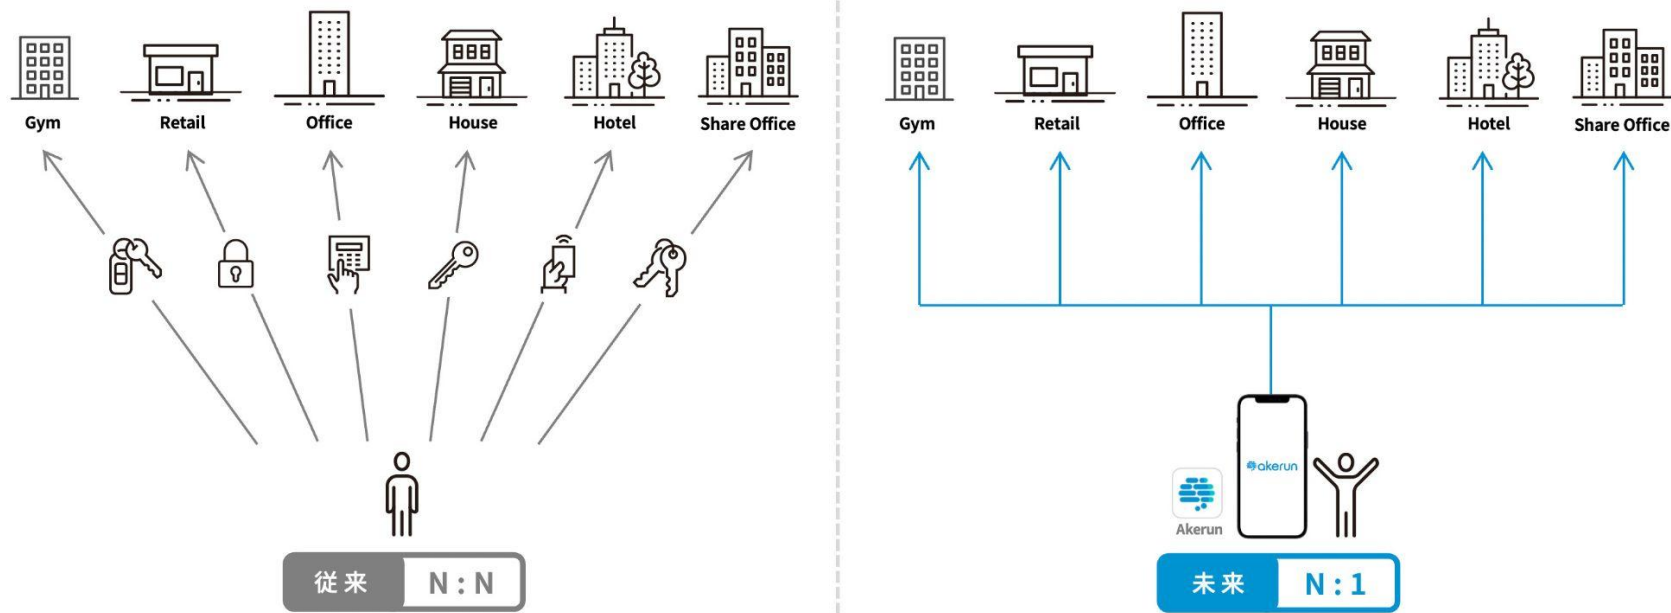 Gym
Retail
Office
House
Hotel
Share Office
従来
N : N
Gym
Retail
Office
House
Hotel
Share Office
akerun
Akerun
未来
N : 1